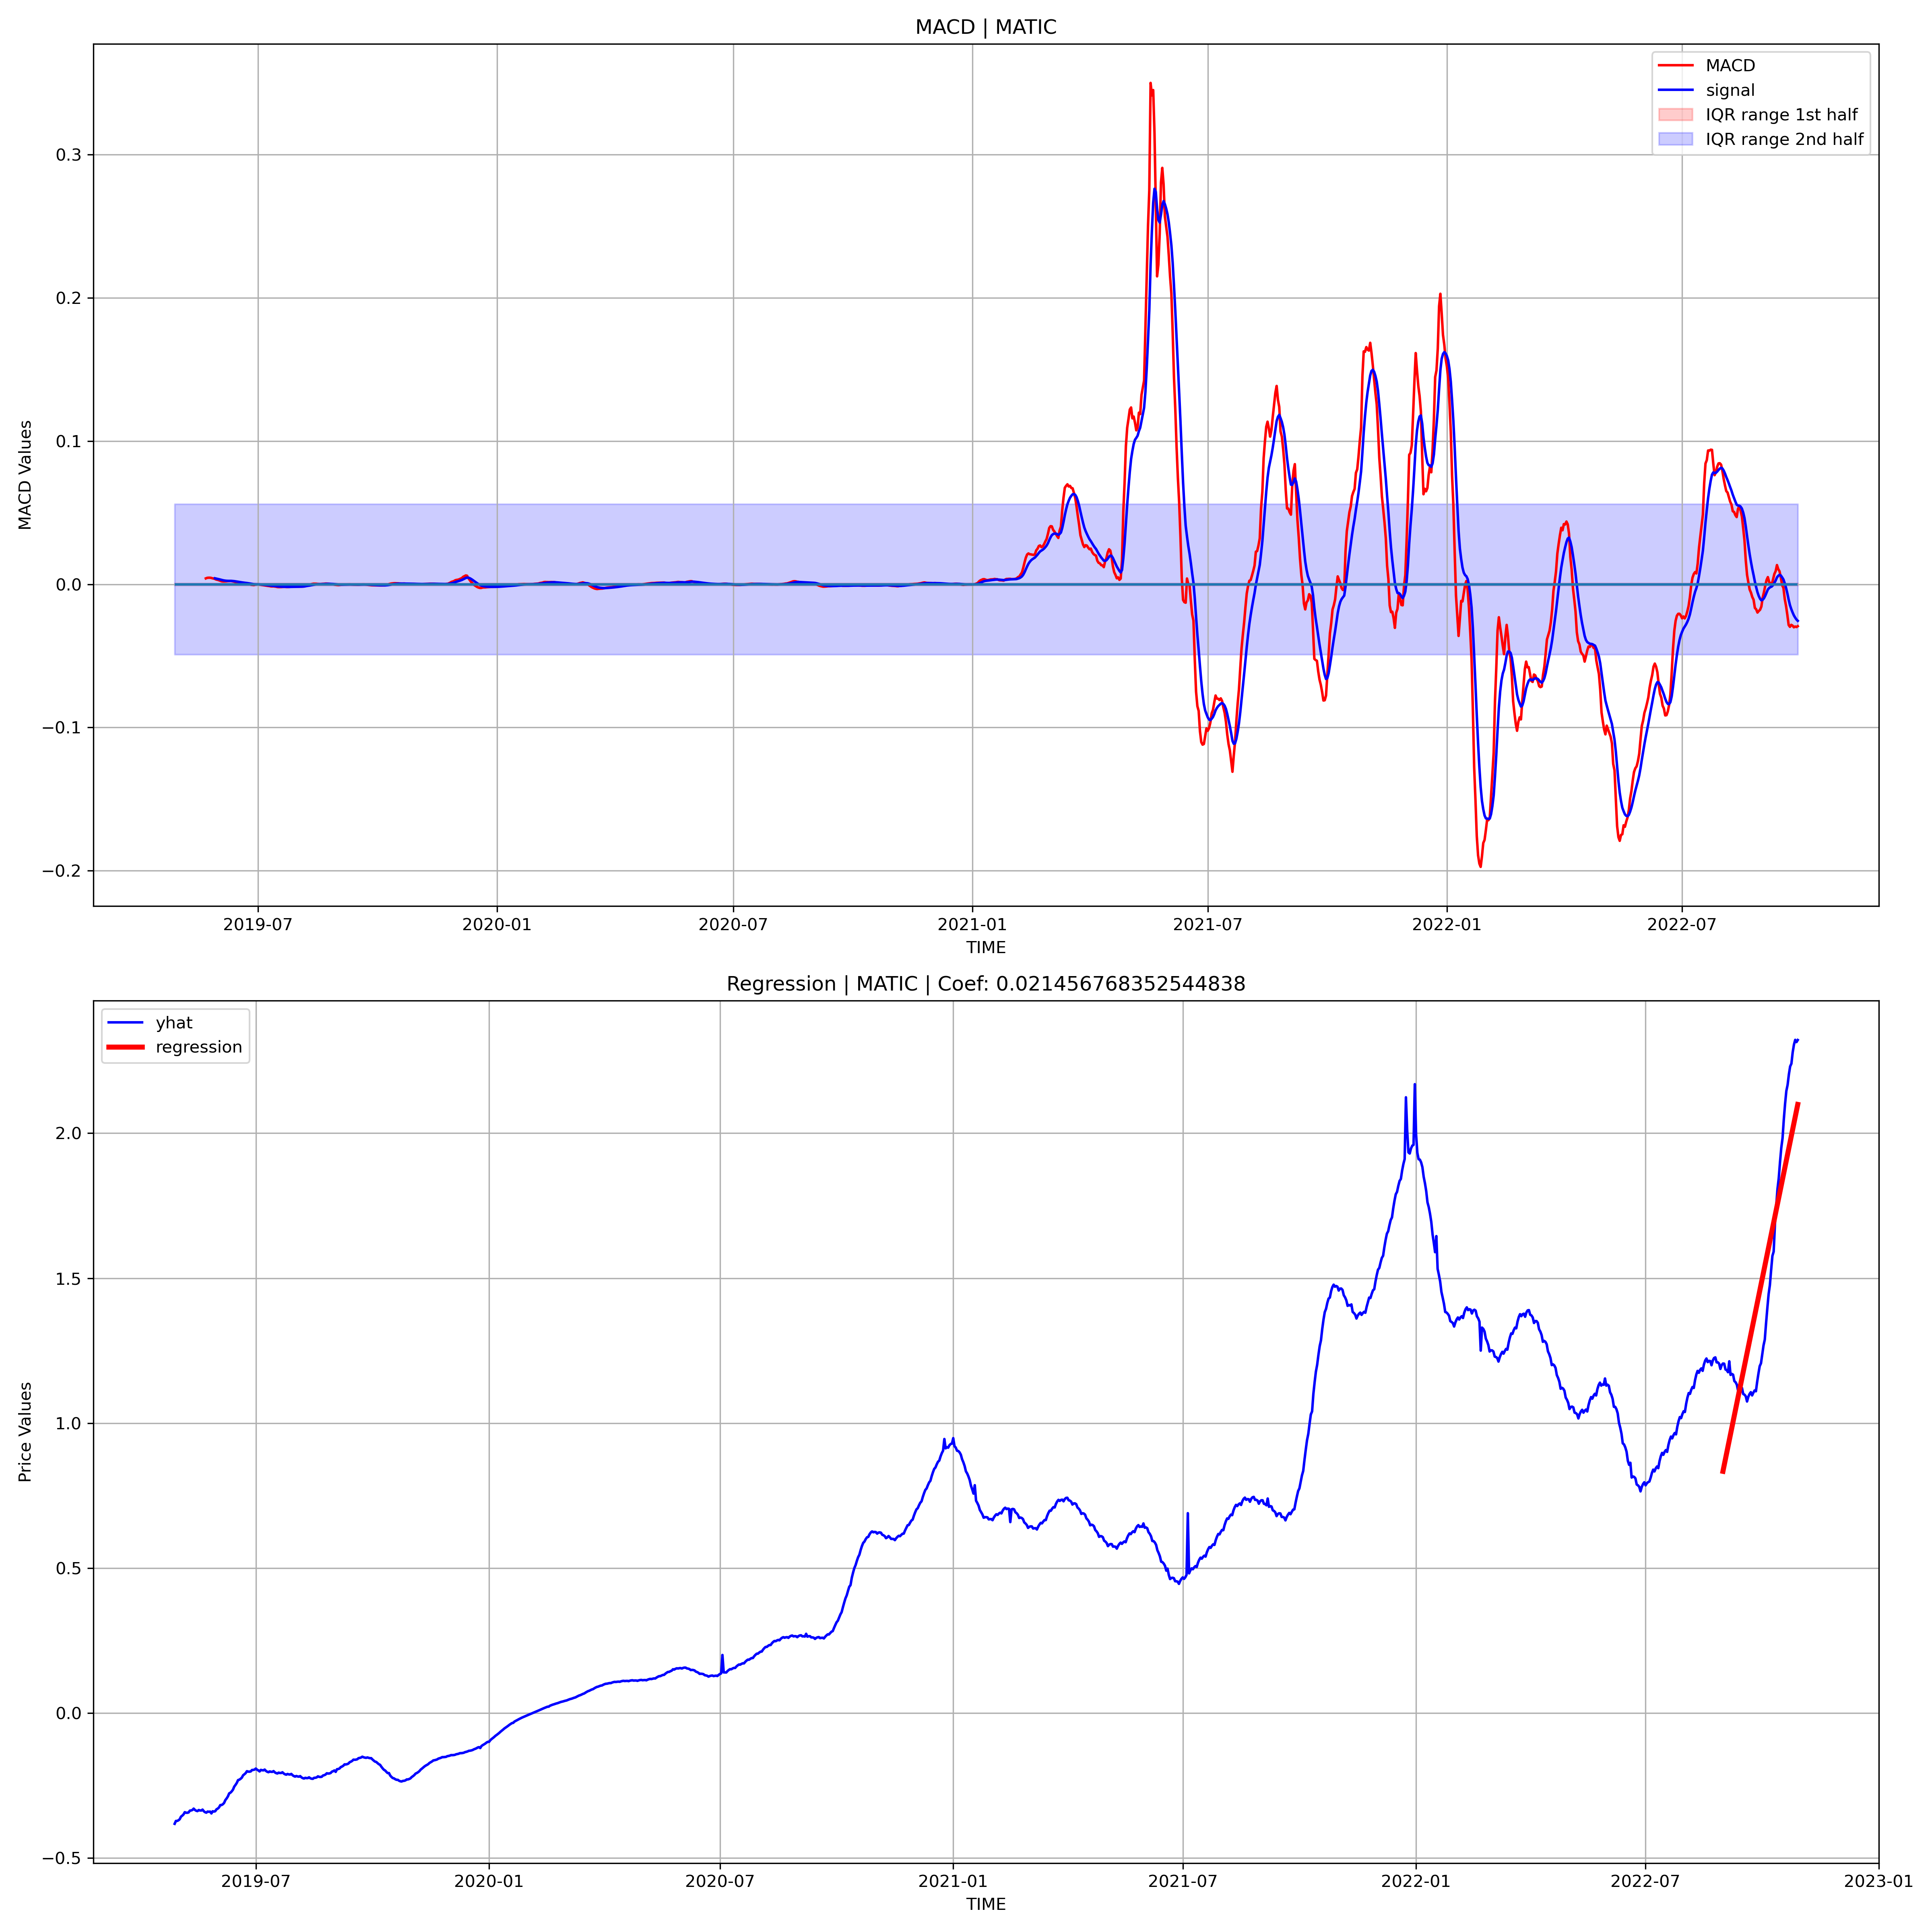 MACD | MATIC
MACD
signal
IQR range 1st half
IQR range 2nd half
MACD Values
0.3
0.2
0.1
0.0
−0.1
−0.2
2019-07
2020-01
2020-07
2021-01
2021-07
2022-01
2022-07
TIME
Regression | MATIC | Coef: 0.021456768352544838
yhat
regression
Price Values
2.0
1.5
1.0
0.5
0.0
−0.5
2019-07
2020-01
2020-07
2021-01
2021-07
2022-01
2022-07
2023-01
TIME